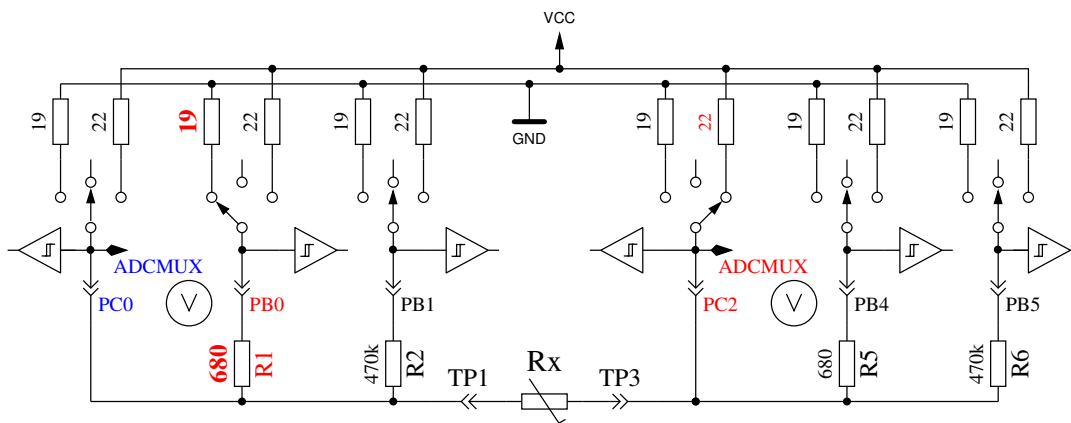 VCC
19
22
19
22
19
22
GND
19
22
19
22
19
22
ADCMUX
ADCMUX
PC0
V
PB0
PB1
PC2
V
PB4
PB5
680
R1
470k
R2
TP1
Rx
TP3
680
R5
470k
R6